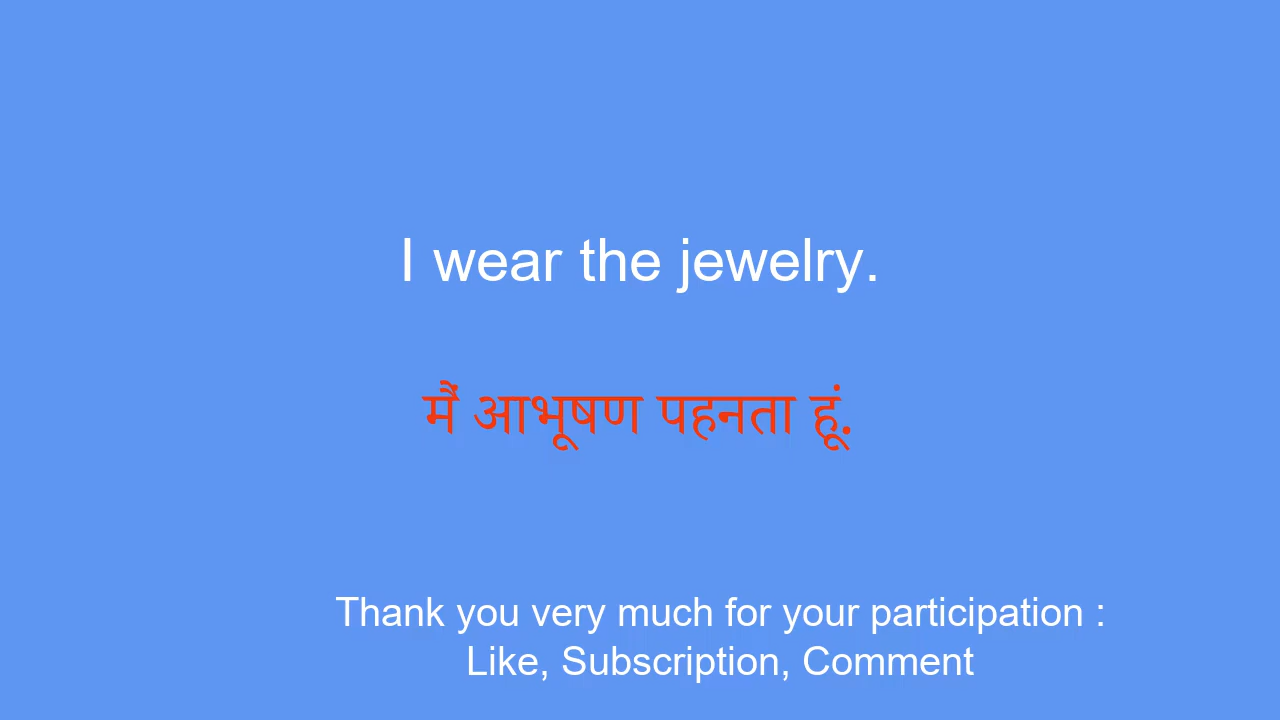 I wear the jewelry.
मैं आभूषण पहनता हूं.
Thank you very much for your participation :
Like, Subscription, Comment